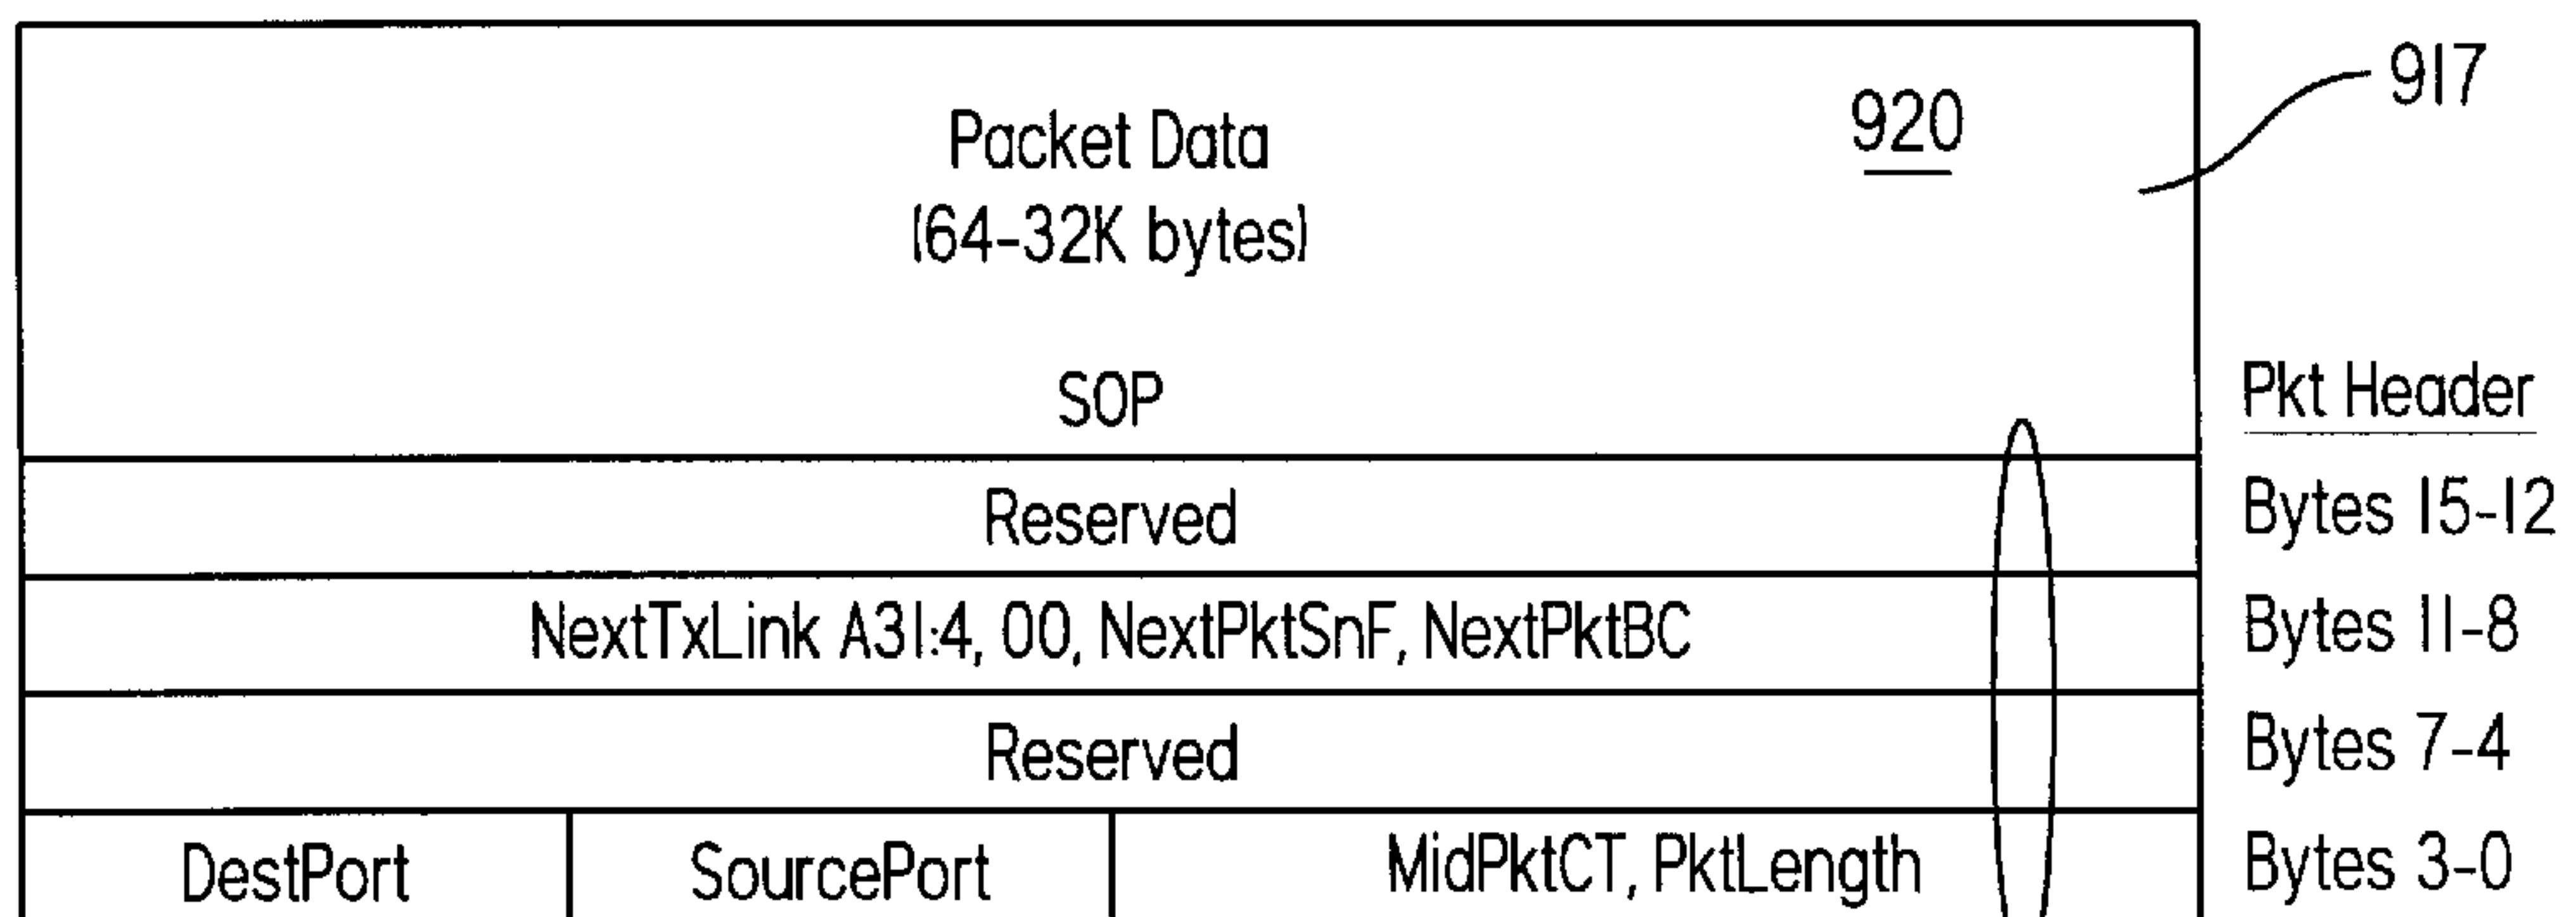 917
920
Packet Data
(64-32K bytes)
SOP
Pkt Header
Reserved
Bytes 15-12
NextTxLink A31:4, 00, NextPktSnF, NextPktBC
Bytes 11-8
Reserved
Bytes 7-4
DestPort
SourcePort
MidPktCT, PktLength
Bytes 3-0